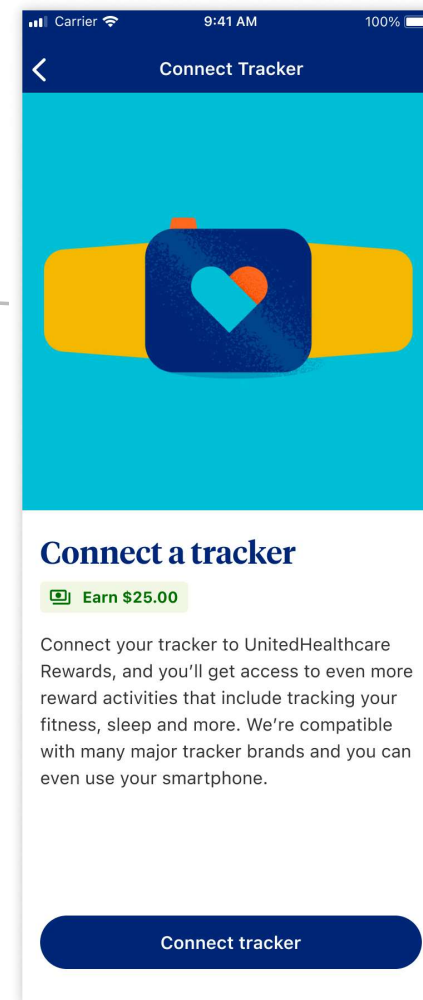 Carrier 9:41 AM 100%
Connect Tracker
Connect a tracker
Earn $25.00
Connect your tracker to UnitedHealthcare
Rewards, and you’ll get access to even more
reward activities that include tracking your
fitness, sleep and more. We’re compatible
with many major tracker brands and you can
even use your smartphone.
Connect tracker